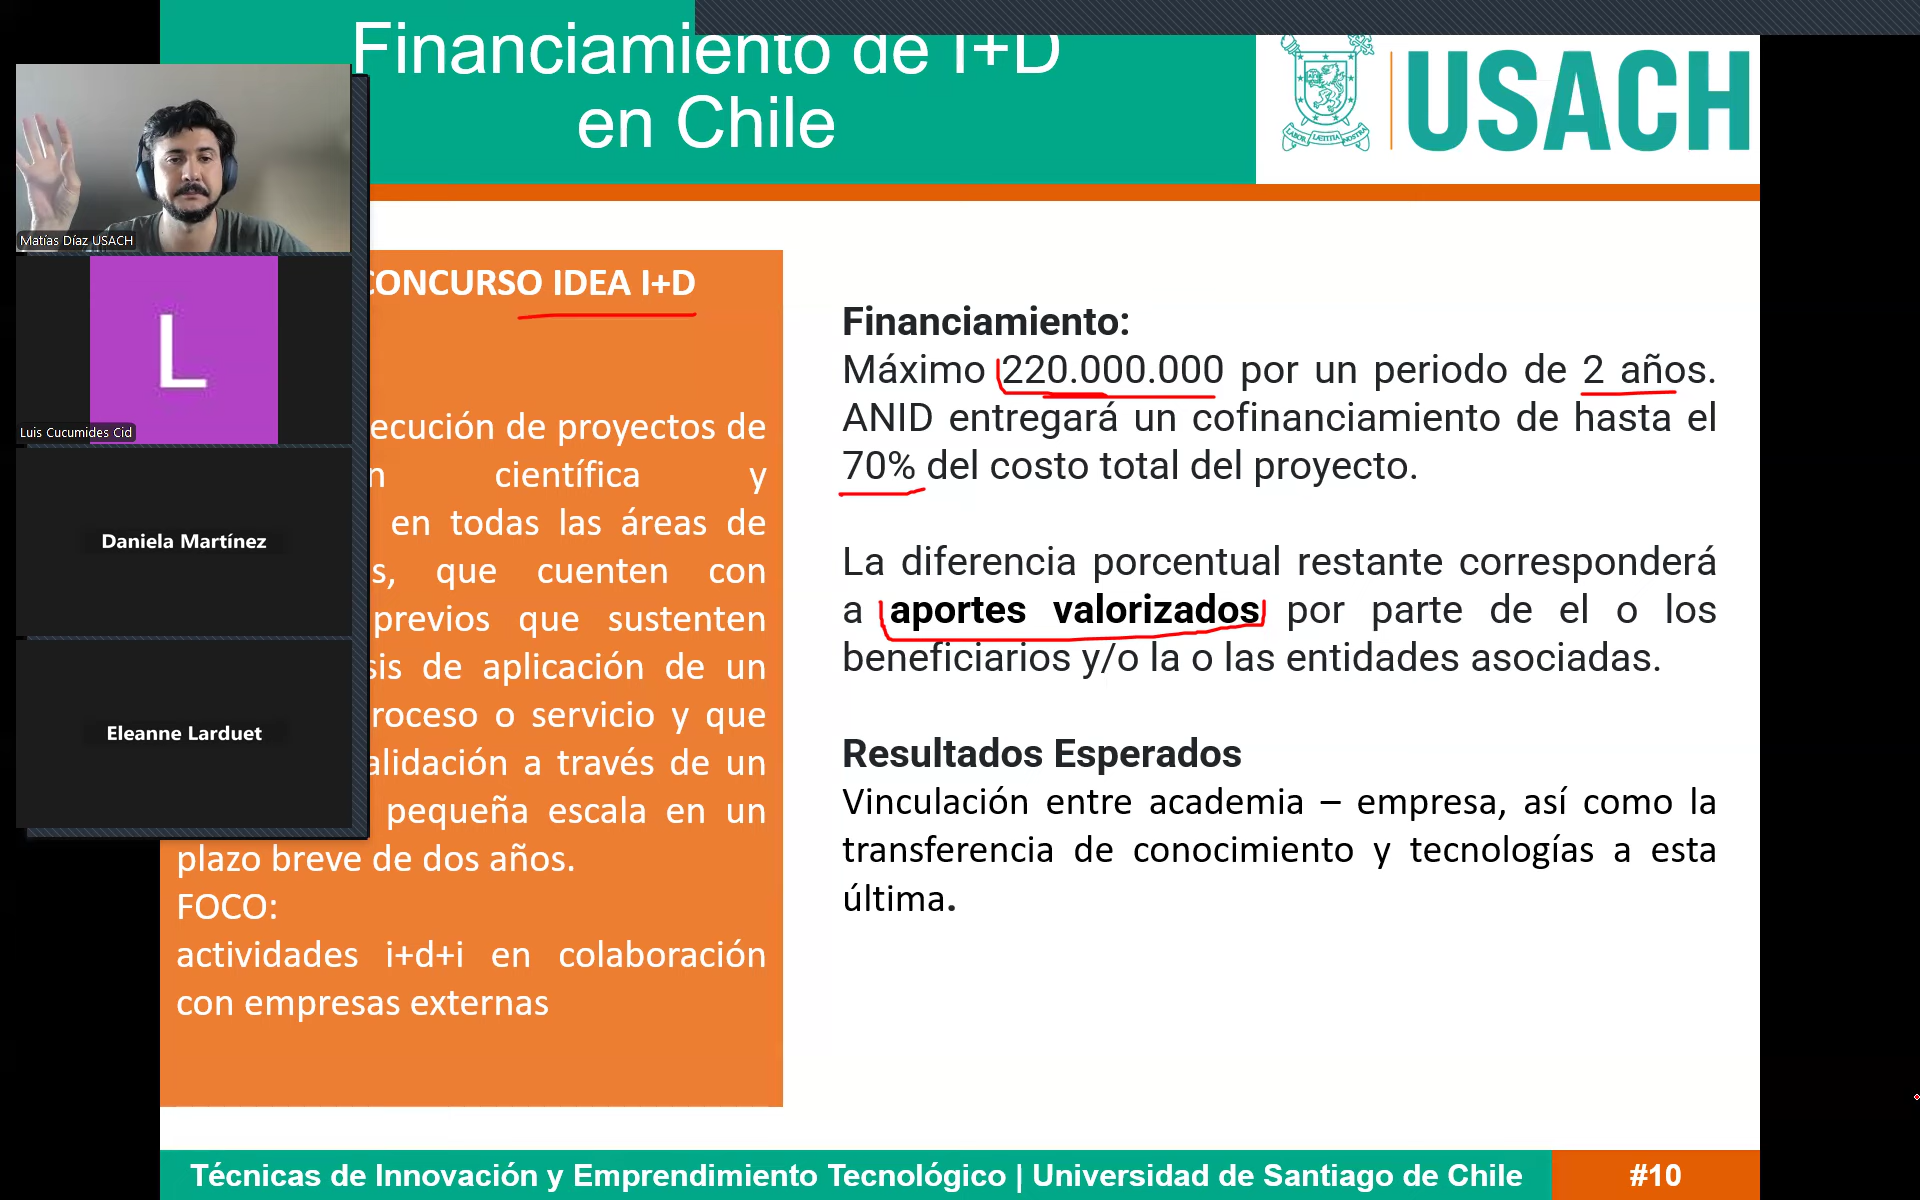 Financiamiento de I+D
en Chile
USACH
LABOR LÆTITIA NOSTRA
Matías Díaz USACH
L
Luis Cucumides Cid
Daniela Martínez
Eleanne Larduet
CONCURSO IDEA I+D
ecución de proyectos de
científica y
en todas las áreas de
s, que cuenten con
previos que sustenten
sis de aplicación de un
roceso o servicio y que
alidación a través de un
pequeña escala en un
plazo breve de dos años.
FOCO:
actividades i+d+i en colaboración
con empresas externas
Financiamiento:
Máximo 220.000.000 por un periodo de 2 años.
ANID entregará un cofinanciamiento de hasta el
70% del costo total del proyecto.
La diferencia porcentual restante corresponderá
a aportes valorizados por parte de el o los
beneficiarios y/o la o las entidades asociadas.
Resultados Esperados
Vinculación entre academia – empresa, así como la
transferencia de conocimiento y tecnologías a esta
última.
Técnicas de Innovación y Emprendimiento Tecnológico | Universidad de Santiago de Chile
#10